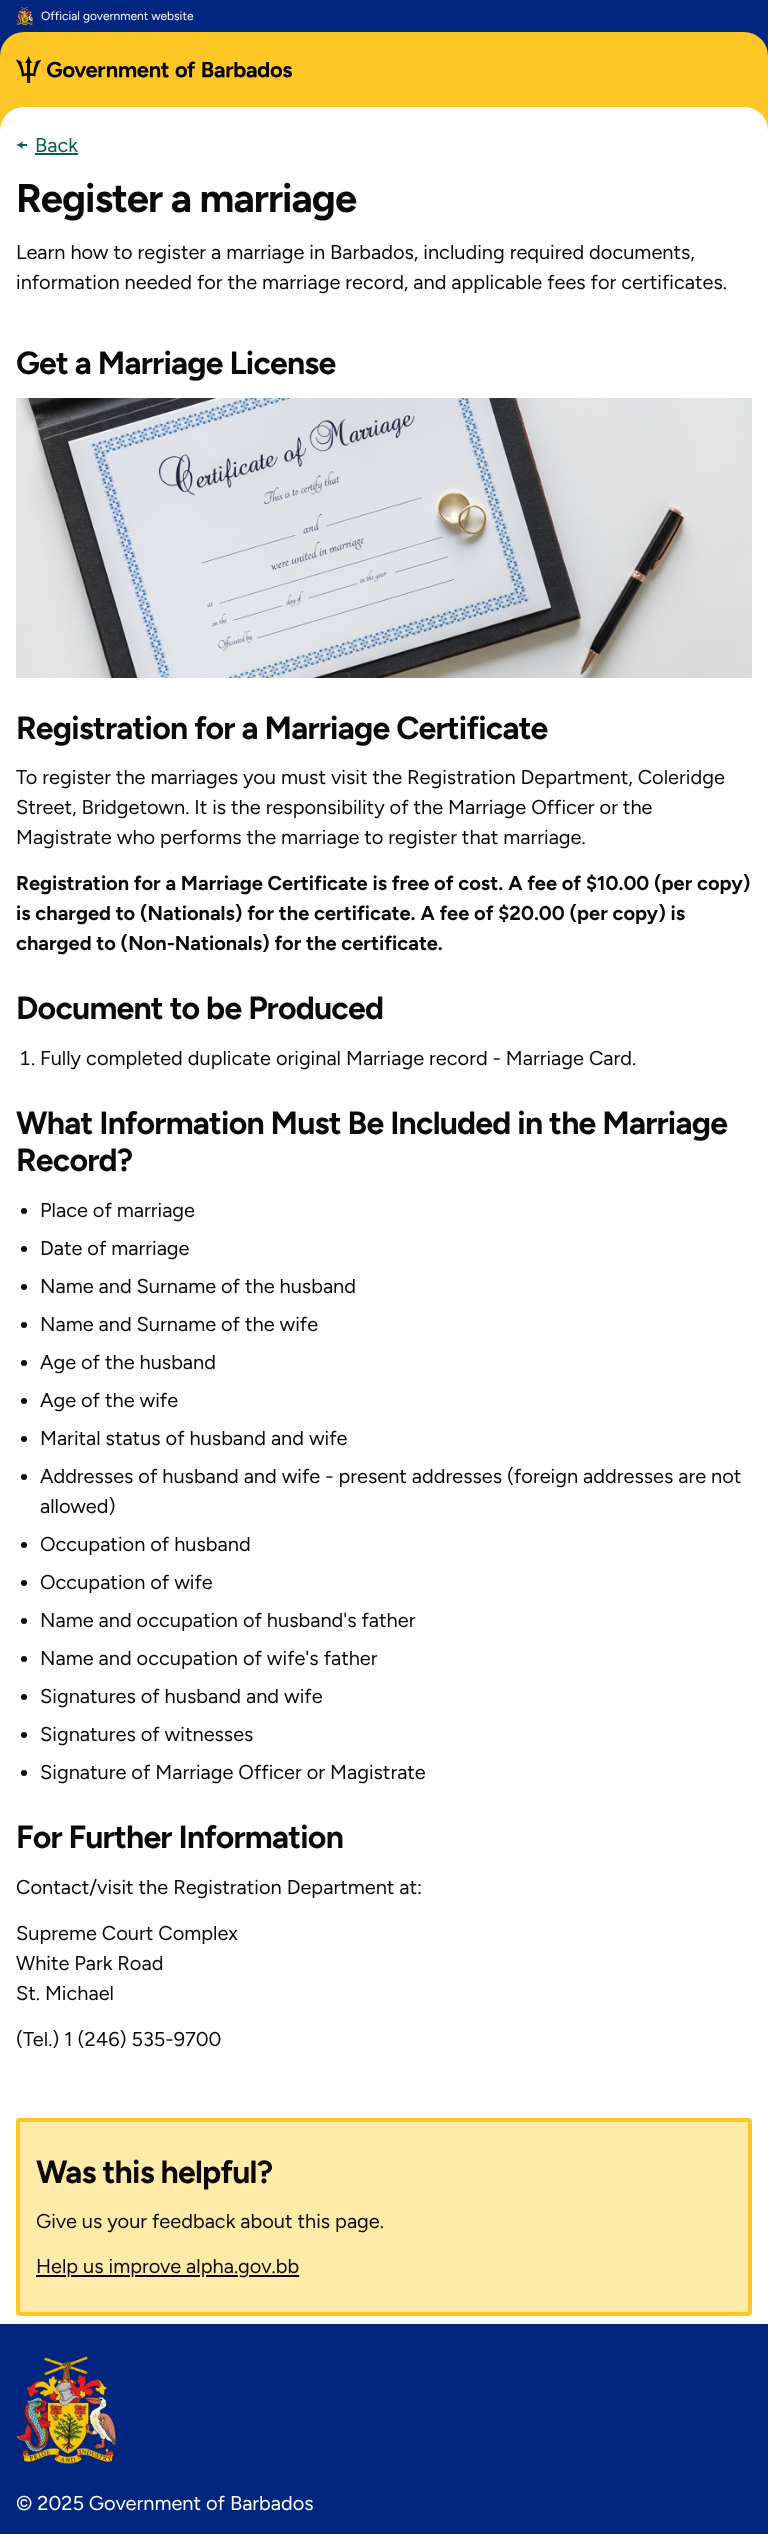 Official government website
Government of Barbados
Back
Register a marriage
Learn how to register a marriage in Barbados, including required documents,
information needed for the marriage record, and applicable fees for certificates.
Get a Marriage License
Certificate of Marriage
This is to certify that
and
were united in marriage
at
on the day of in the year
Officiated by
Registration for a Marriage Certificate
To register the marriages you must visit the Registration Department, Coleridge
Street, Bridgetown. It is the responsibility of the Marriage Officer or the
Magistrate who performs the marriage to register that marriage.
Registration for a Marriage Certificate is free of cost. A fee of $10.00 (per copy)
is charged to (Nationals) for the certificate. A fee of $20.00 (per copy) is
charged to (Non-Nationals) for the certificate.
Document to be Produced
1. Fully completed duplicate original Marriage record - Marriage Card.
What Information Must Be Included in the Marriage
Record?
• Place of marriage
• Date of marriage
• Name and Surname of the husband
• Name and Surname of the wife
• Age of the husband
• Age of the wife
• Marital status of husband and wife
• Addresses of husband and wife - present addresses (foreign addresses are not
allowed)
• Occupation of husband
• Occupation of wife
• Name and occupation of husband's father
• Name and occupation of wife's father
• Signatures of husband and wife
• Signatures of witnesses
• Signature of Marriage Officer or Magistrate
For Further Information
Contact/visit the Registration Department at:
Supreme Court Complex
White Park Road
St. Michael
(Tel.) 1 (246) 535-9700
Was this helpful?
Give us your feedback about this page.
Help us improve alpha.gov.bb
PRIDE AND INDUSTRY
© 2025 Government of Barbados